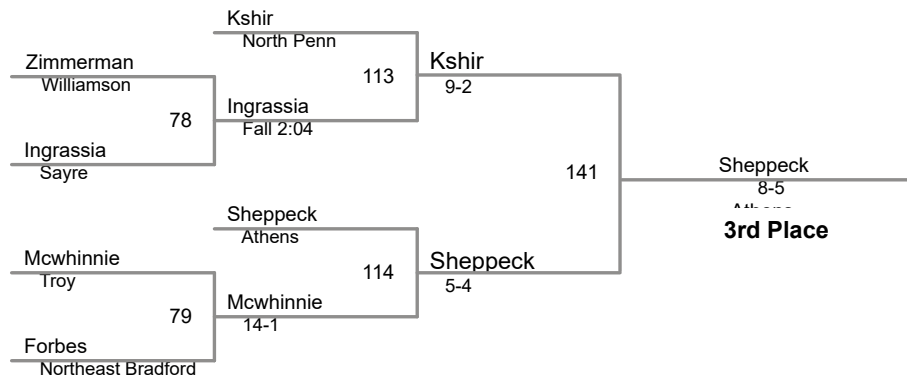 Kshir
North Penn
Zimmerman
Williamson
113
Kshir
9-2
78
Ingrassia
Fall 2:04
Ingrassia
Sayre
141
Sheppeck
8-5
3rd Place
Sheppeck
Athens
Mcwhinnie
Troy
114
Sheppeck
5-4
79
Mcwhinnie
14-1
Forbes
Northeast Bradford